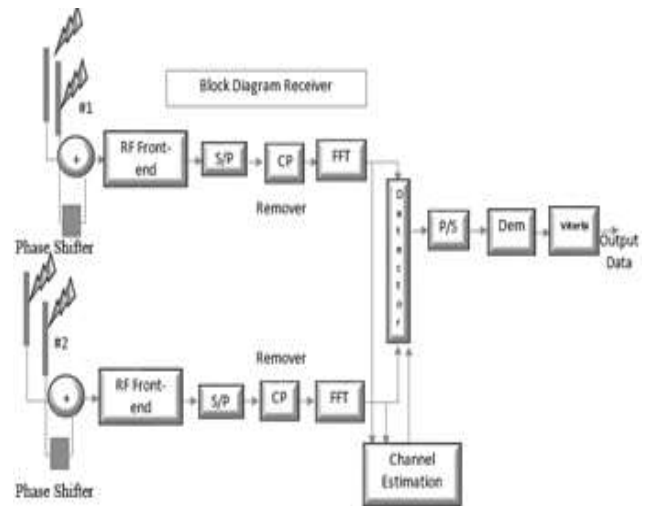 Block Diagram Receiver
#1
+
RF Front-
end
S/P
CP
FFT
Remover
Phase Shifter
Detector
P/S
Dem
Viterbi
Output
Data
#2
+
RF Front-
end
S/P
Remover
CP
FFT
Phase Shifter
Channel
Estimation